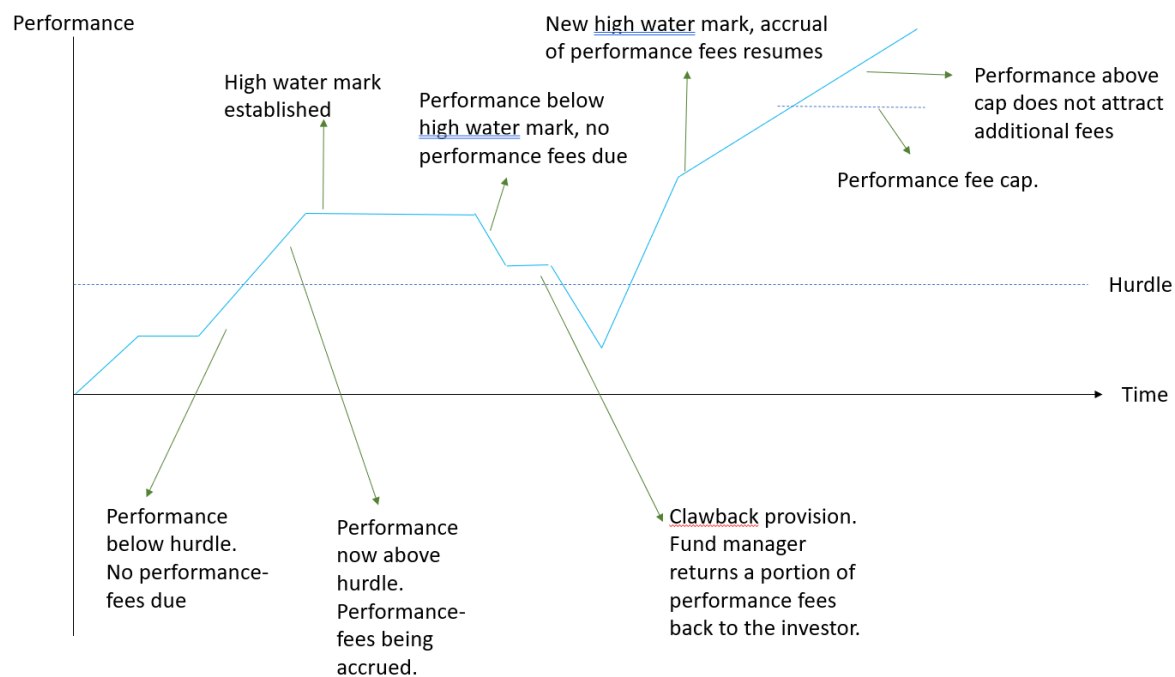 Performance
New high water mark, accrual
of performance fees resumes
High water mark
established
Performance below
high water mark, no
performance fees due
Performance above
cap does not attract
additional fees
Performance fee cap.
Hurdle
Time
Performance
below hurdle.
No performance-
fees due
Performance
now above
hurdle.
Performance-
fees being
accrued.
Clawback provision.
Fund manager
returns a portion of
performance fees
back to the investor.